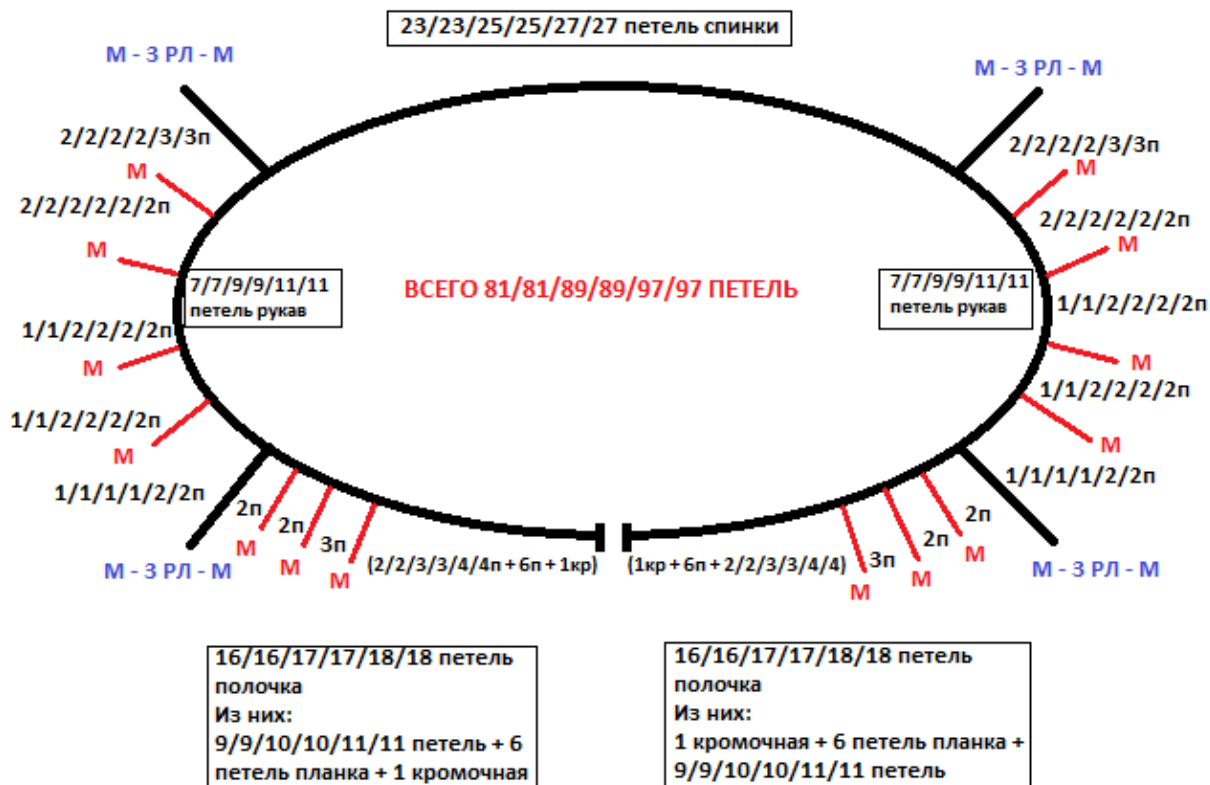 23/23/25/25/27/27 петель спинки
М - 3 РЛ - М
М - 3 РЛ - М
2/2/2/2/3/3п
М
2/2/2/2/3/3п
М
2/2/2/2/2/2п
М
2/2/2/2/2/2п
М
7/7/9/9/11/11
петель рукав
ВСЕГО 81/81/89/89/97/97 ПЕТЕЛЬ
7/7/9/9/11/11
петель рукав
1/1/2/2/2/2п
М
1/1/2/2/2/2п
М
1/1/2/2/2/2п
М
1/1/2/2/2/2п
М
1/1/1/1/2/2п
1/1/1/1/2/2п
2п
М
2п
М
3п
М
2п
М
2п
М
3п
М
М - 3 РЛ - М
(2/2/3/3/4/4п + 6п + 1кр)
(1кр + 6п + 2/2/3/3/4/4)
М - 3 РЛ - М
16/16/17/17/18/18 петель
полочка
Из них:
9/9/10/10/11/11 петель + 6
петель планка + 1 кромочная
16/16/17/17/18/18 петель
полочка
Из них:
1 кромочная + 6 петель планка +
9/9/10/10/11/11 петель